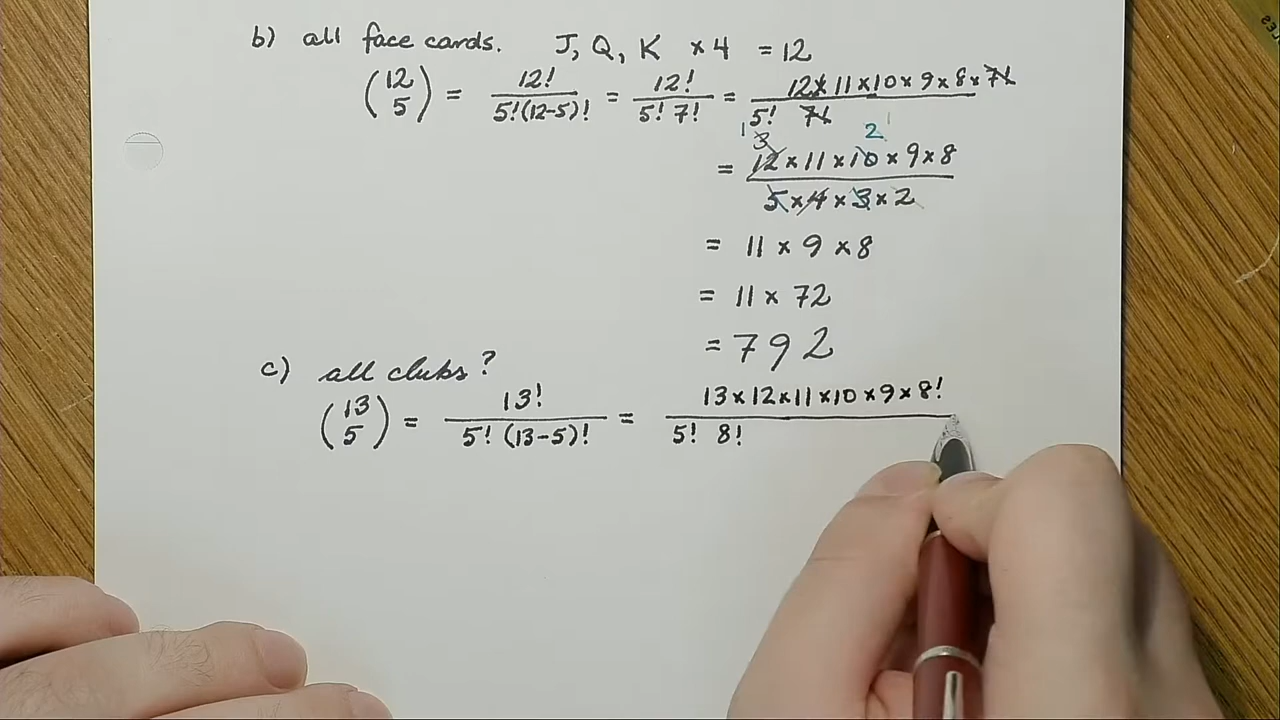 b) all face cards. J, Q, K ×4 = 12
(12 5) = 12! / 5!(12-5)! = 12! / 5! 7! = 12×11×10×9×8×7! / 5! 7!
1 3 2 1
= 12×11×10×9×8 / 5×4×3×2
= 11×9×8
= 11×72
= 792
c) all clubs?
(13 5) = 13! / 5! (13-5)! = 13×12×11×10×9×8! / 5! 8!